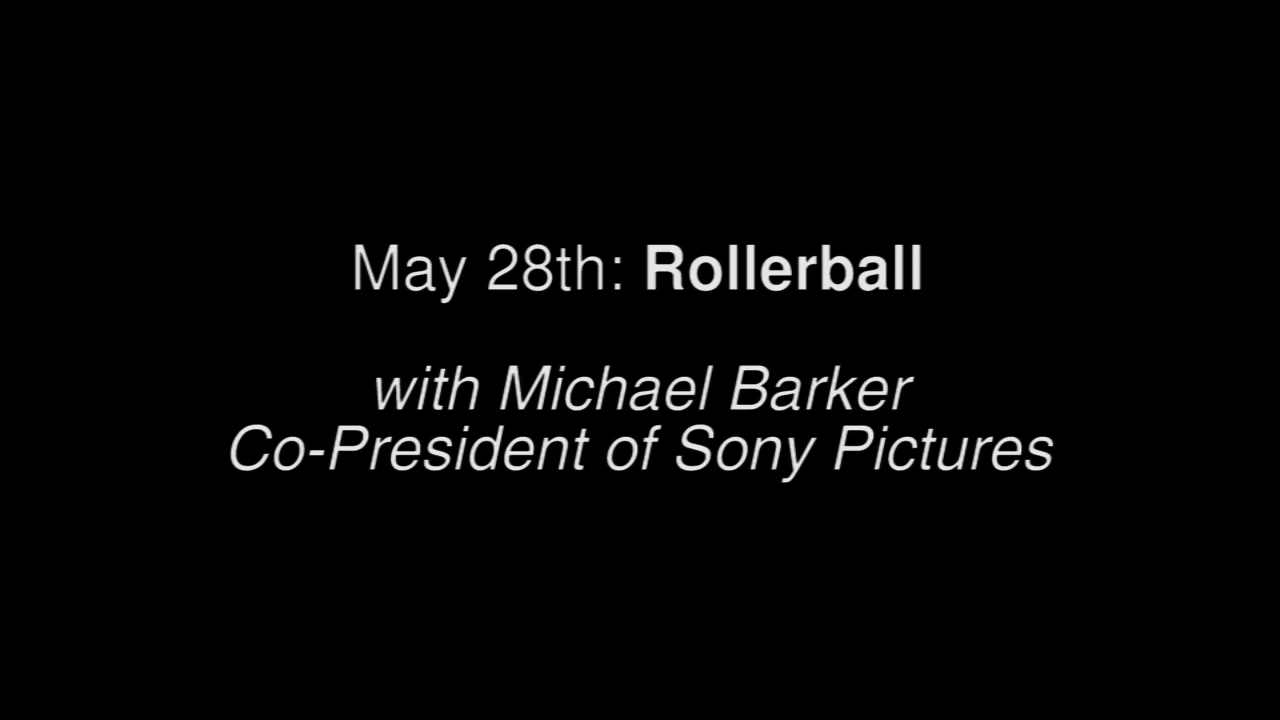 May 28th: Rollerball
with Michael Barker
Co-President of Sony Pictures